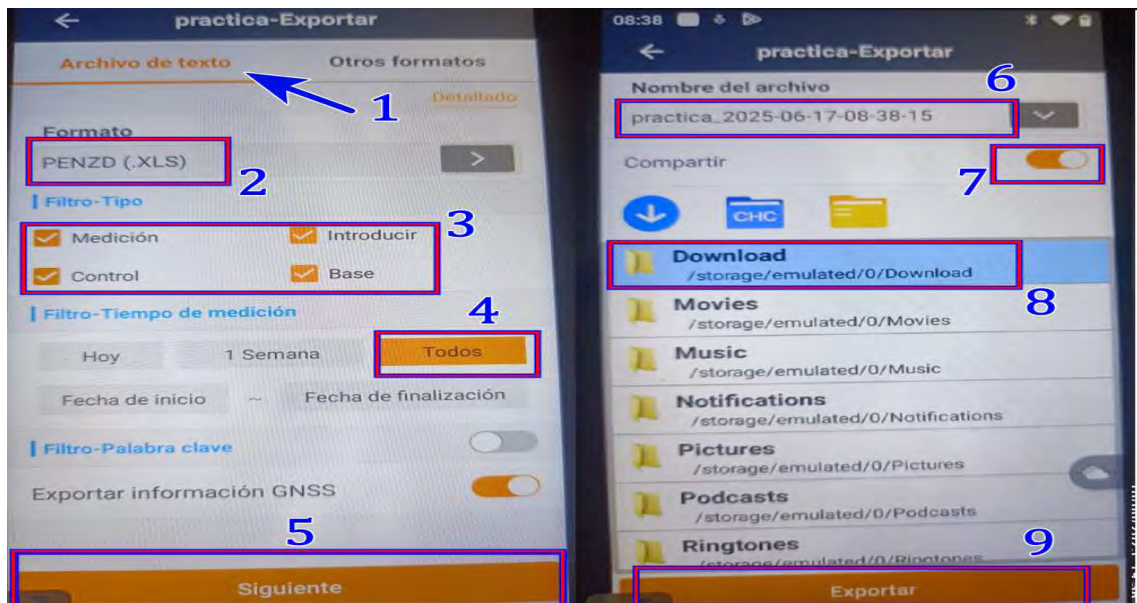 practica-Exportar
Archivo de texto
Otros formatos
1
Detallado
Formato
PENZD (.XLS)
2
Filtro-Tipo
Medición
Introducir
3
Control
Base
Filtro-Tiempo de medición
4
Hoy
1 Semana
Todos
Fecha de inicio
~
Fecha de finalización
Filtro-Palabra clave
Exportar información GNSS
5
Siguiente
08:38
practica-Exportar
Nombre del archivo
6
practica_2025-06-17-08-38-15
Compartir
7
CHC
Download
/storage/emulated/0/Download
8
Movies
/storage/emulated/0/Movies
Music
/storage/emulated/0/Music
Notifications
/storage/emulated/0/Notifications
Pictures
/storage/emulated/0/Pictures
Podcasts
/storage/emulated/0/Podcasts
9
Ringtones
/storage/emulated/0/Ringtones
Exportar